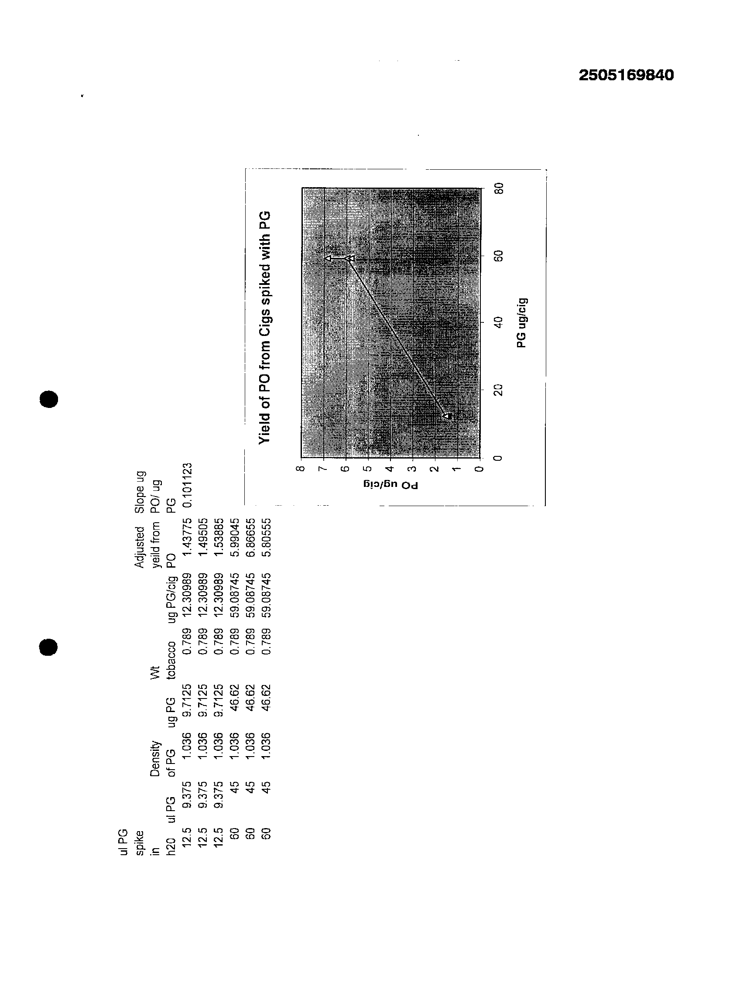 2505169840
ul PG
spike Adjusted Slope ug
in Density Wt yeild from PO/ ug
h20 ul PG of PG ug PG tobacco ug PG/cig PO PG
12.5 9.375 1.036 9.7125 0.789 12.30989 1.43775 0.101123
12.5 9.375 1.036 9.7125 0.789 12.30989 1.49505
12.5 9.375 1.036 9.7125 0.789 12.30989 1.53885
60 45 1.036 46.62 0.789 59.08745 5.99045
60 45 1.036 46.62 0.789 59.08745 6.86655
60 45 1.036 46.62 0.789 59.08745 5.80555
Yield of PO from Cigs spiked with PG
PO ug/cig
8
7
6
5
4
3
2
1
0
0 20 40 60 80
PG ug/cig